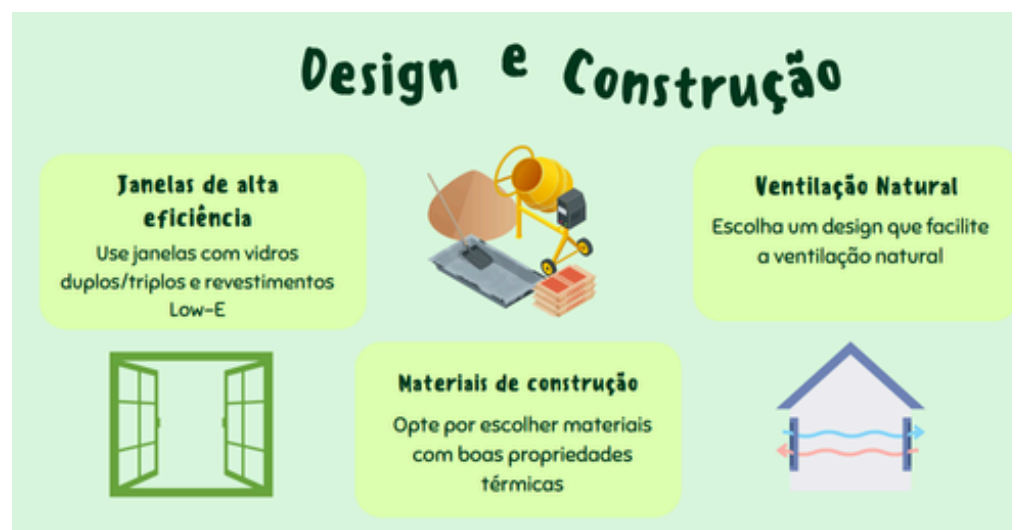 Design e Construção
Janelas de alta
eficiência
Use janelas com vidros
duplos/triplos e revestimentos
Low-E
Materiais de construção
Opte por escolher materiais
com boas propriedades
térmicas
Ventilação Natural
Escolha um design que facilite
a ventilação natural